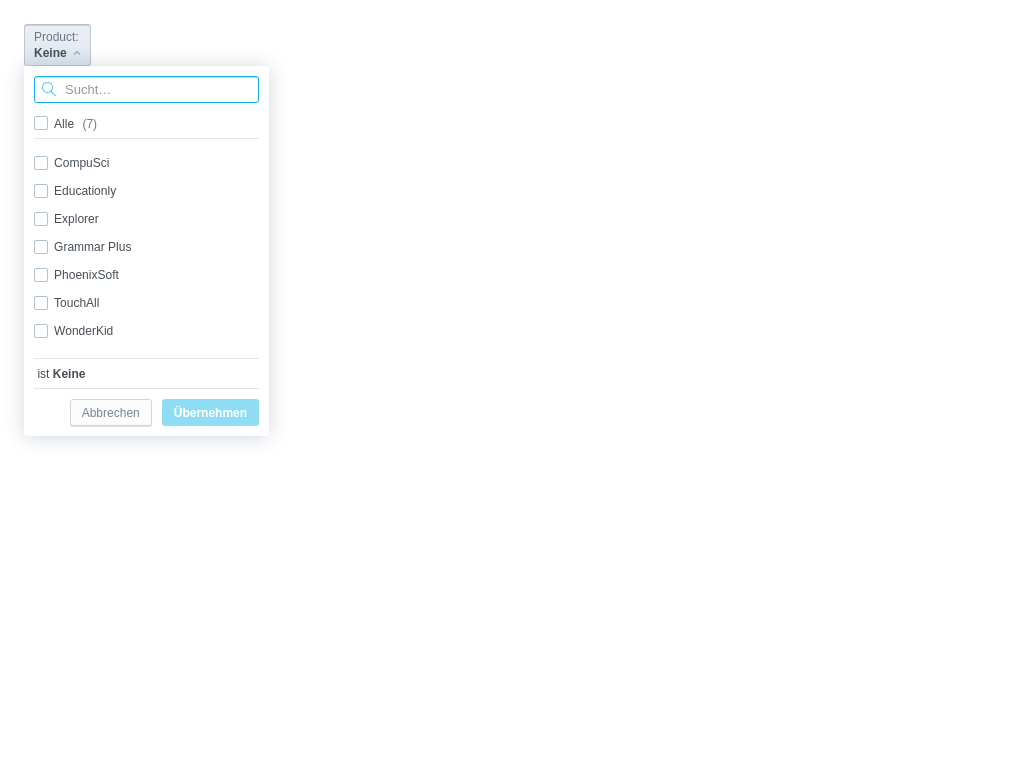 Product:
Keine
Sucht…
Alle (7)
CompuSci
Educationly
Explorer
Grammar Plus
PhoenixSoft
TouchAll
WonderKid
ist Keine
Abbrechen Übernehmen